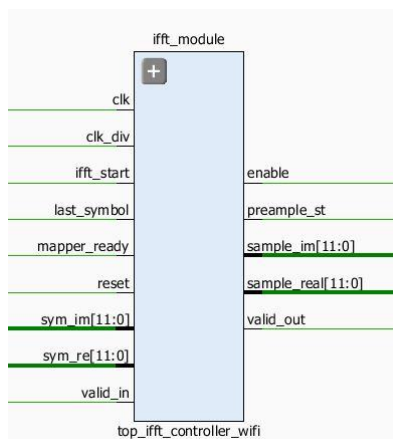 ifft_module
clk
clk_div
ifft_start
enable
last_symbol
preample_st
mapper_ready
sample_im[11:0]
reset
sample_real[11:0]
sym_im[11:0]
valid_out
sym_re[11:0]
valid_in
top_ifft_controller_wifi